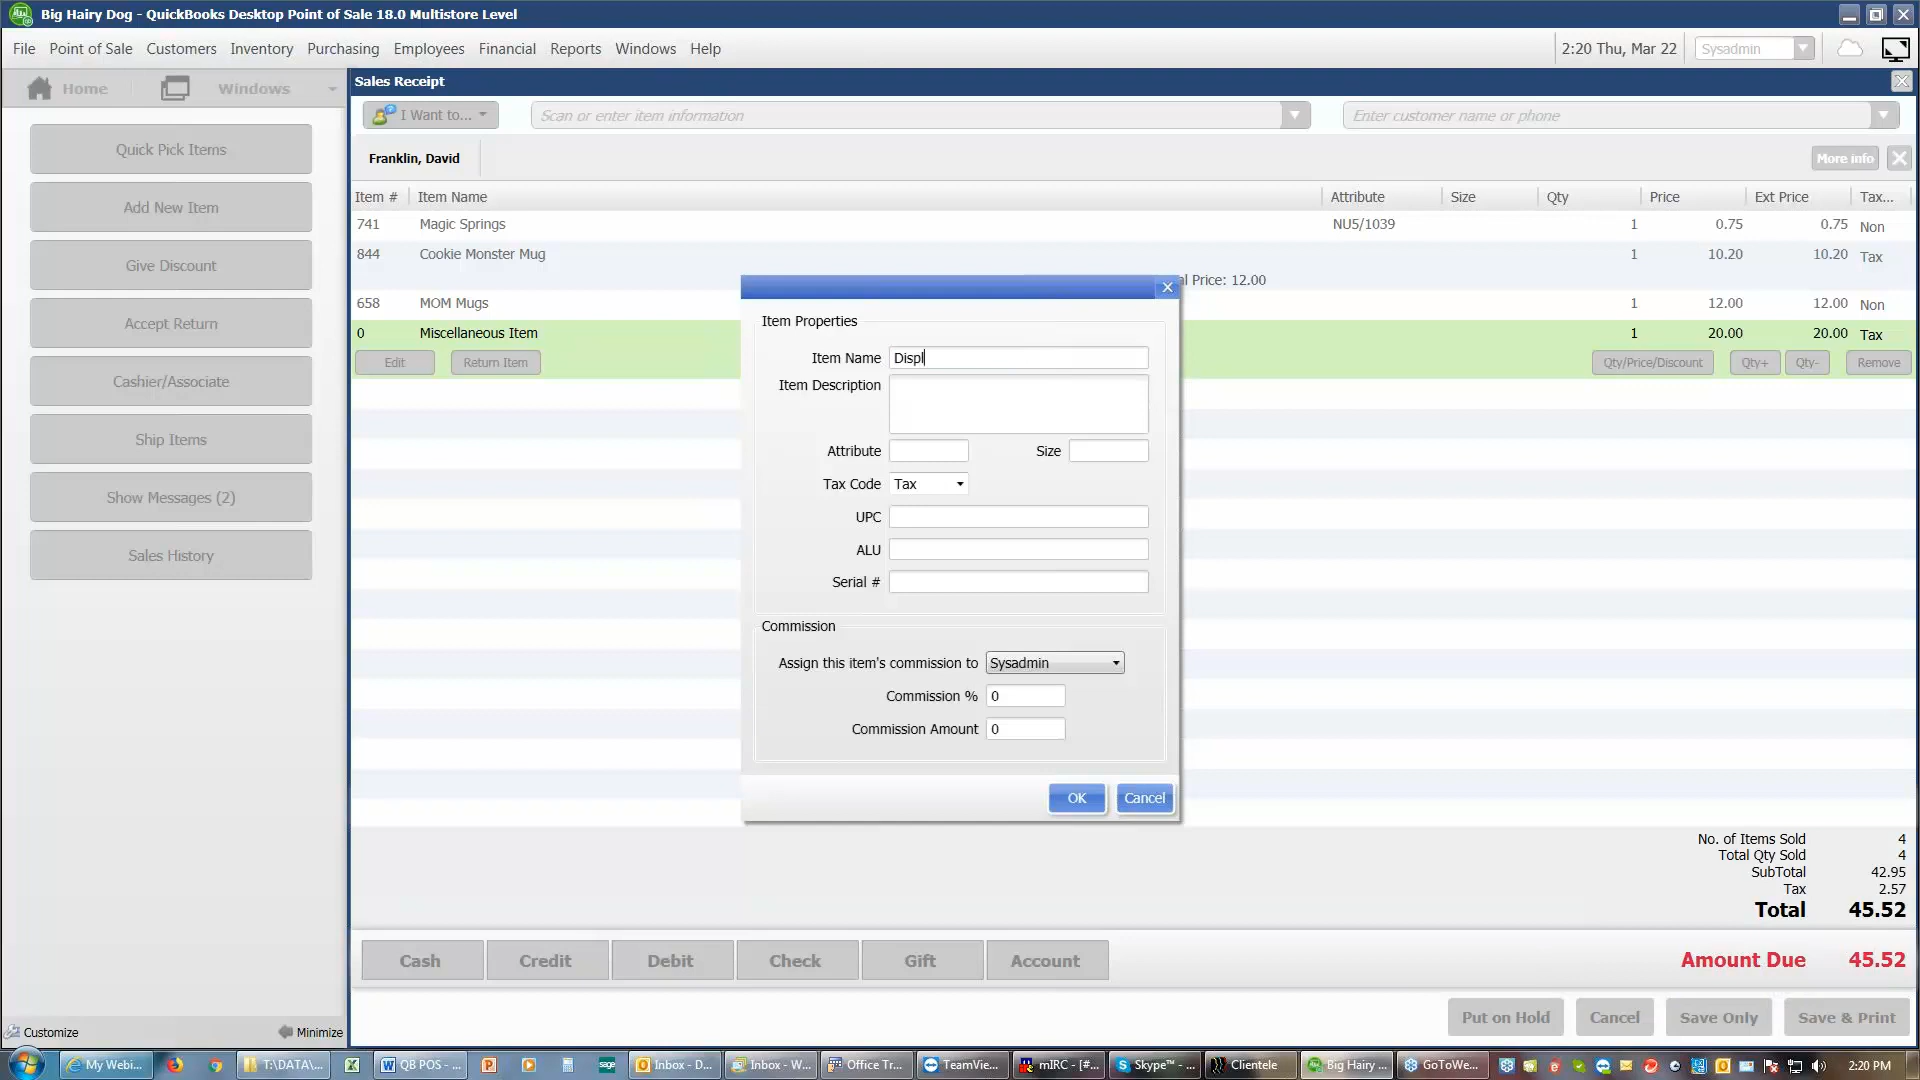 Big Hairy Dog - QuickBooks Desktop Point of Sale 18.0 Multistore Level
File Point of Sale Customers Inventory Purchasing Employees Financial Reports Windows Help
2:20 Thu, Mar 22
Sysadmin
Home
Windows
Sales Receipt
I Want to...
Scan or enter item information
Enter customer name or phone
Quick Pick Items
Add New Item
Give Discount
Accept Return
Cashier/Associate
Ship Items
Show Messages (2)
Sales History
Customize
Minimize
Franklin, David
More info
Item # Item Name Attribute Size Qty Price Ext Price Tax...
741 Magic Springs NU5/1039 1 0.75 0.75 Non
844 Cookie Monster Mug 1 10.20 10.20 Tax
l Price: 12.00
658 MOM Mugs 1 12.00 12.00 Non
0 Miscellaneous Item 1 20.00 20.00 Tax
Edit Return Item Qty/Price/Discount Qty+ Qty- Remove
Item Properties
Item Name Displ
Item Description
Attribute Size
Tax Code Tax
UPC
ALU
Serial #
Commission
Assign this item's commission to Sysadmin
Commission % 0
Commission Amount 0
OK Cancel
No. of Items Sold 4
Total Qty Sold 4
SubTotal 42.95
Tax 2.57
Total 45.52
Cash Credit Debit Check Gift Account
Amount Due 45.52
Put on Hold Cancel Save Only Save & Print
My Webi... T:\DATA\... QB POS - ... Inbox - D... Inbox - W... Office Tr... TeamVie... mIRC - [#... Skype™ - ... Clientele Big Hairy ... GoToWe... 2:20 PM